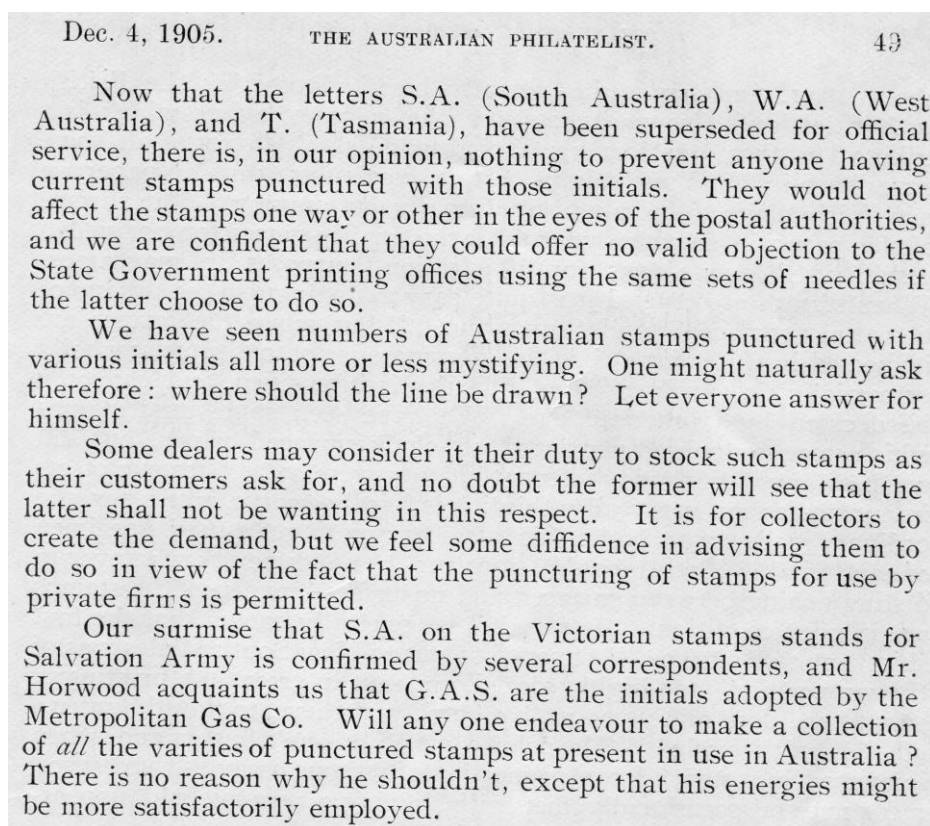 Dec. 4, 1905. THE AUSTRALIAN PHILATELIST. 49
Now that the letters S.A. (South Australia), W.A. (West
Australia), and T. (Tasmania), have been superseded for official
service, there is, in our opinion, nothing to prevent anyone having
current stamps punctured with those initials. They would not
affect the stamps one way or other in the eyes of the postal authorities,
and we are confident that they could offer no valid objection to the
State Government printing offices using the same sets of needles if
the latter choose to do so.
We have seen numbers of Australian stamps punctured with
various initials all more or less mystifying. One might naturally ask
therefore : where should the line be drawn ? Let everyone answer for
himself.
Some dealers may consider it their duty to stock such stamps as
their customers ask for, and no doubt the former will see that the
latter shall not be wanting in this respect. It is for collectors to
create the demand, but we feel some diffidence in advising them to
do so in view of the fact that the puncturing of stamps for use by
private firms is permitted.
Our surmise that S.A. on the Victorian stamps stands for
Salvation Army is confirmed by several correspondents, and Mr.
Horwood acquaints us that G.A.S. are the initials adopted by the
Metropolitan Gas Co. Will any one endeavour to make a collection
of all the varities of punctured stamps at present in use in Australia ?
There is no reason why he shouldn't, except that his energies might
be more satisfactorily employed.